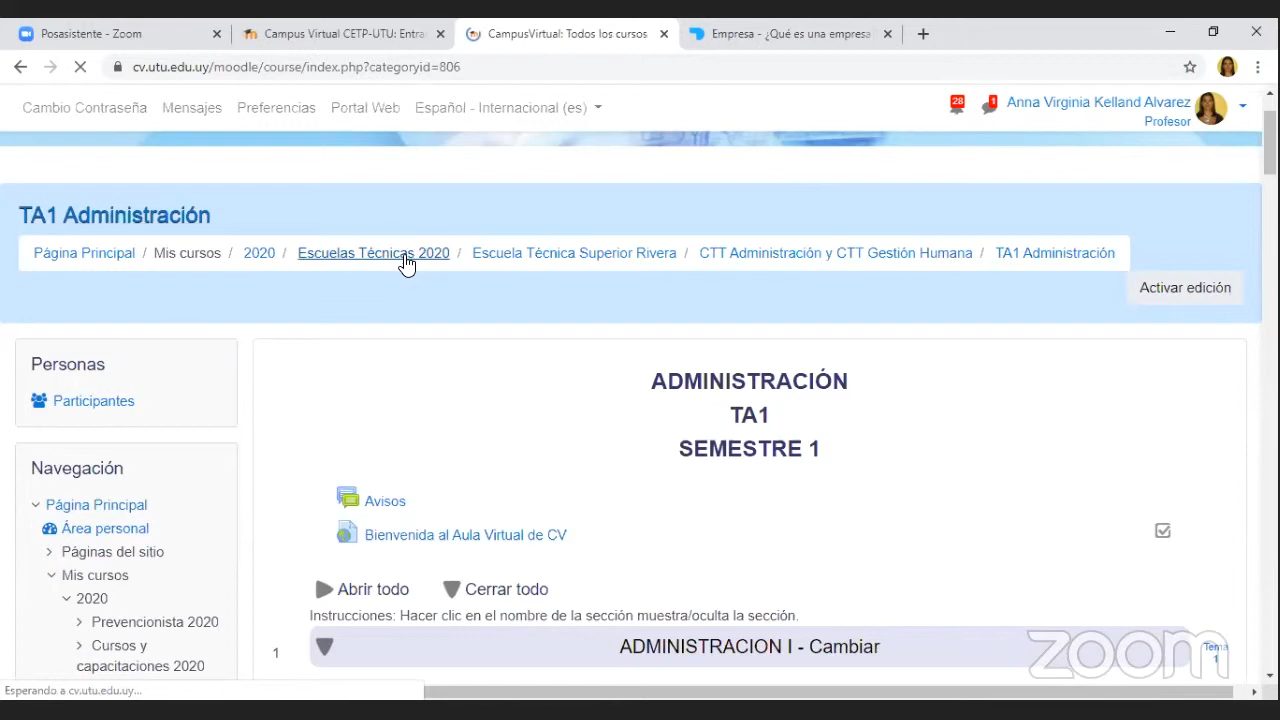 Posasistente - Zoom
Campus Virtual CETP-UTU: Entra
CampusVirtual: Todos los cursos
Empresa - ¿Qué es una empresa
cv.utu.edu.uy/moodle/course/index.php?categoryid=806
Cambio Contraseña Mensajes Preferencias Portal Web Español - Internacional (es)
28 1 Anna Virginia Kelland Alvarez
Profesor
TA1 Administración
Página Principal / Mis cursos / 2020 / Escuelas Técnicas 2020 / Escuela Técnica Superior Rivera / CTT Administración y CTT Gestión Humana / TA1 Administración
Activar edición
Personas
Participantes
Navegación
Página Principal
Área personal
Páginas del sitio
Mis cursos
2020
Prevencionista 2020
Cursos y
capacitaciones 2020
ADMINISTRACIÓN
TA1
SEMESTRE 1
Avisos
Bienvenida al Aula Virtual de CV
Abrir todo Cerrar todo
Instrucciones: Hacer clic en el nombre de la sección muestra/oculta la sección.
1 ADMINISTRACION I - Cambiar Tema
1
zoom
Esperando a cv.utu.edu.uy...